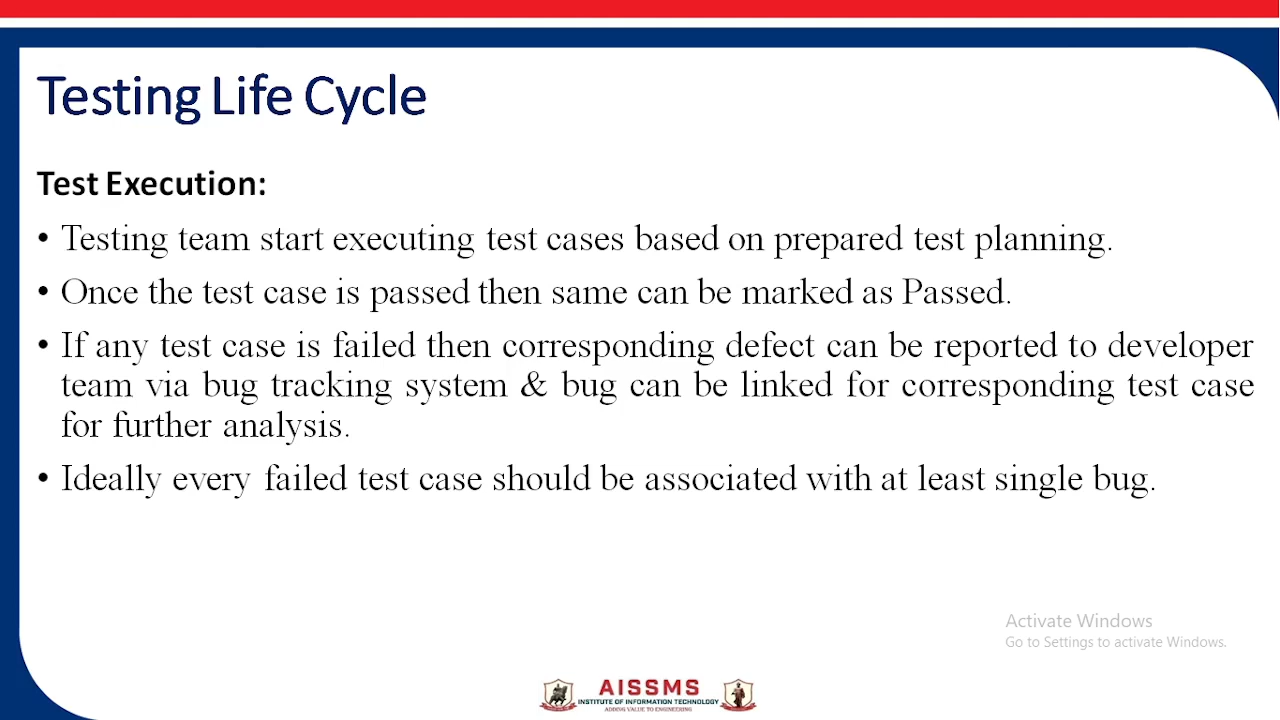 Testing Life Cycle
Test Execution:
• Testing team start executing test cases based on prepared test planning.
• Once the test case is passed then same can be marked as Passed.
• If any test case is failed then corresponding defect can be reported to developer
team via bug tracking system & bug can be linked for corresponding test case
for further analysis.
• Ideally every failed test case should be associated with at least single bug.
Activate Windows
Go to Settings to activate Windows.
AISSMS
INSTITUTE OF INFORMATION TECHNOLOGY
ADDING VALUE TO ENGINEERING